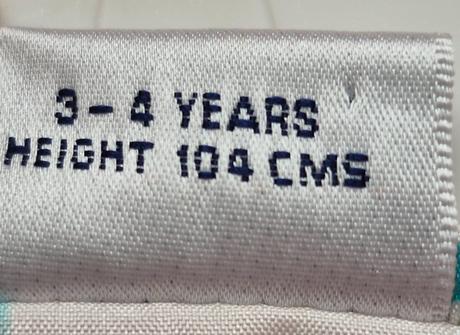 3-4 YEARS
HEIGHT 104 CMS